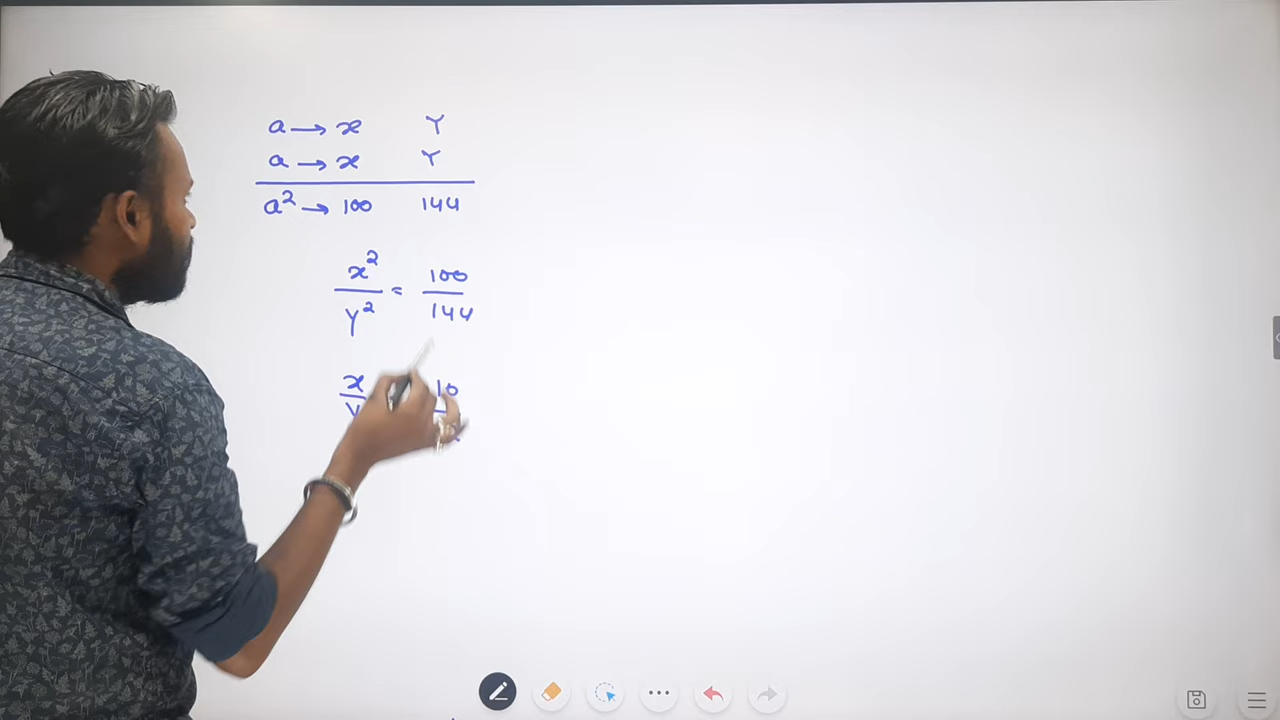 a → x Y
a → x Y
a² → 100 144
x²/Y² = 100/144
x/Y 10